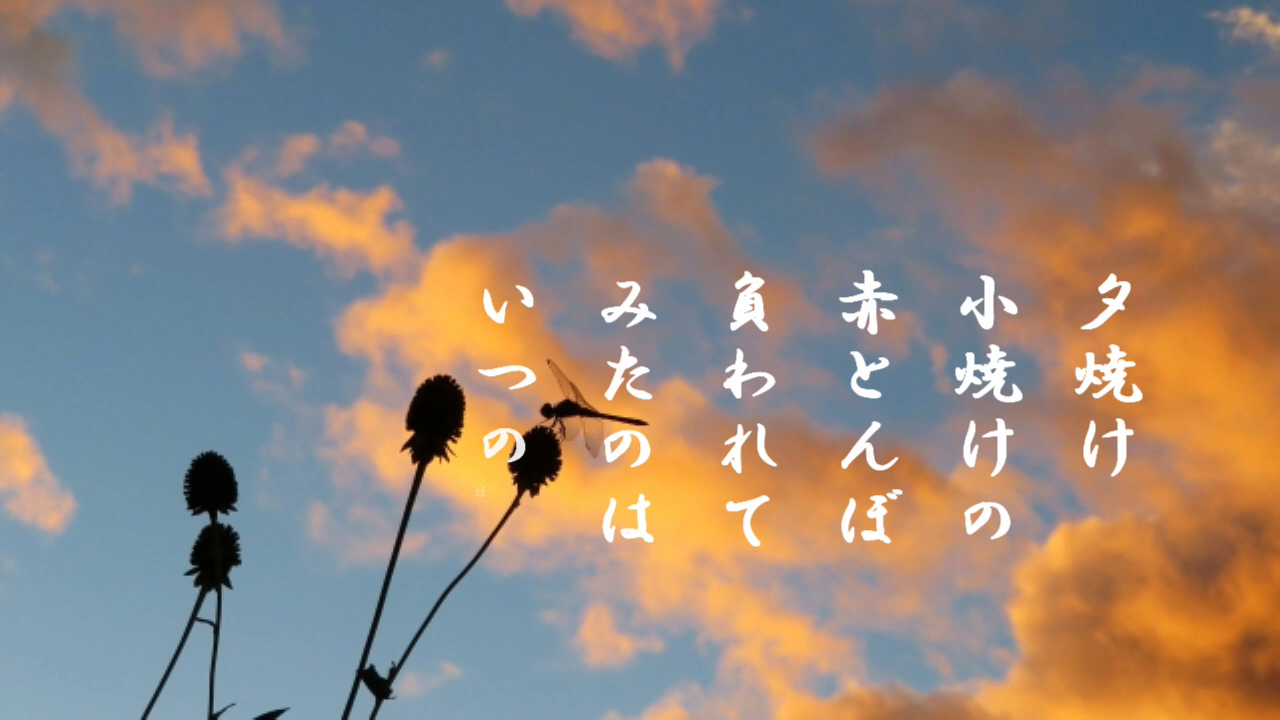 夕焼け
小焼けの
赤とんぼ
負われて
みたのは
いつの
日